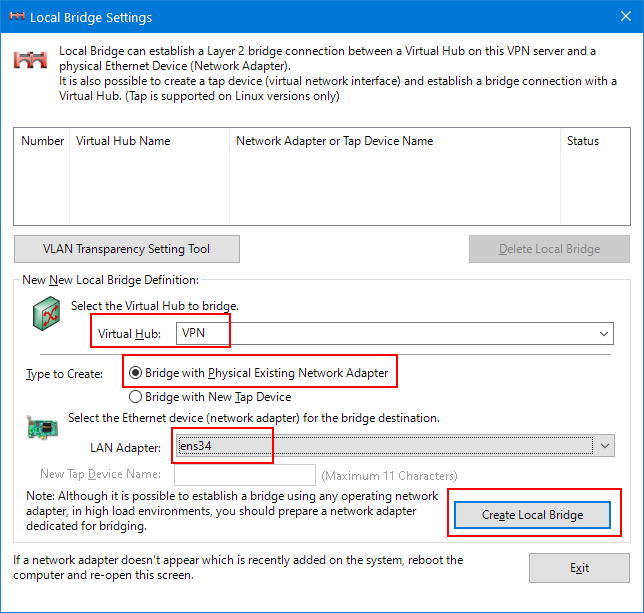 Local Bridge Settings
Local Bridge can establish a Layer 2 bridge connection between a Virtual Hub on this VPN server and a
physical Ethernet Device (Network Adapter).
It is also possible to create a tap device (virtual network interface) and establish a bridge connection with a
Virtual Hub. (Tap is supported on Linux versions only)
Number Virtual Hub Name Network Adapter or Tap Device Name Status
VLAN Transparency Setting Tool Delete Local Bridge
New New Local Bridge Definition:
Select the Virtual Hub to bridge.
Virtual Hub: VPN
Type to Create: Bridge with Physical Existing Network Adapter
Bridge with New Tap Device
Select the Ethernet device (network adapter) for the bridge destination.
LAN Adapter: ens34
New Tap Device Name: (Maximum 11 Characters)
Note: Although it is possible to establish a bridge using any operating network
adapter, in high load environments, you should prepare a network adapter
dedicated for bridging.
Create Local Bridge
If a network adapter doesn't appear which is recently added on the system, reboot the
computer and re-open this screen.
Exit